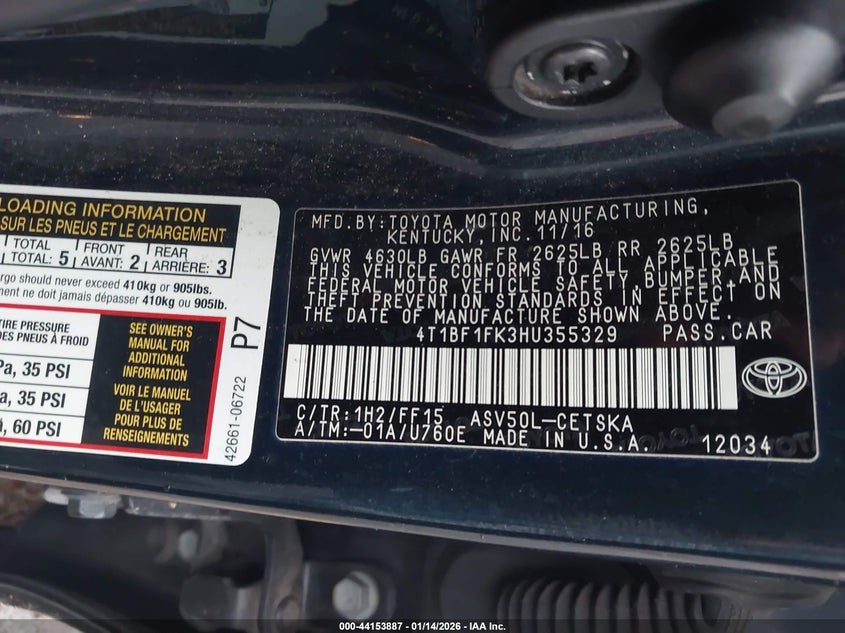 LOADING INFORMATION
SUR LES PNEUS ET LE CHARGEMENT
TOTAL 5 FRONT 2 REAR 3
TOTAL: AVANT: ARRIÈRE:
cargo should never exceed 410kg or 905lbs.
ment ne doit jamais dépasser 410kg ou 905lb.
TIRE PRESSURE
DES PNEUS À FROID
35 PSI
35 PSI
60 PSI
SEE OWNER'S
MANUAL FOR
ADDITIONAL
INFORMATION
VOIR LE MANUEL
DE L'USAGER
POUR PLUS DE
RENSEIGNEMENTS
P7
42661-06722
MFD.BY:TOYOTA MOTOR MANUFACTURING,
KENTUCKY,INC.11/16
GVWR 4630LB GAWR FR 2625LB RR 2625LB
THIS VEHICLE CONFORMS TO ALL APPLICABLE
FEDERAL MOTOR VEHICLE SAFETY,BUMPER,AND
THEFT PREVENTION STANDARDS IN EFFECT ON
THE DATE OF MANUFACTURE SHOWN ABOVE.
4T1BF1FK3HU355329 PASS.CAR
C/TR:1H2/FF15 ASV50L-CETSKA
A/TM:-01A/U760E MADE IN U.S.A. 12034
000-44153887 - 01/14/2026 - IAA Inc.